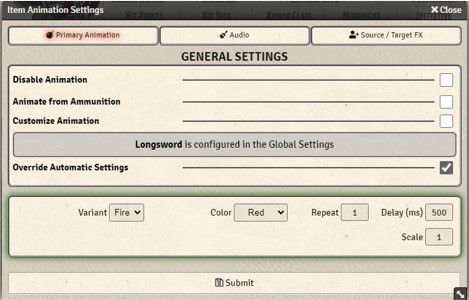 Item Animation Settings
Close
Primary Animation
Audio
Source / Target FX
GENERAL SETTINGS
Disable Animation
Animate from Ammunition
Customize Animation
Longsword is configured in the Global Settings
Override Automatic Settings
Variant Fire Color Red Repeat 1 Delay (ms) 500
Scale 1
Submit